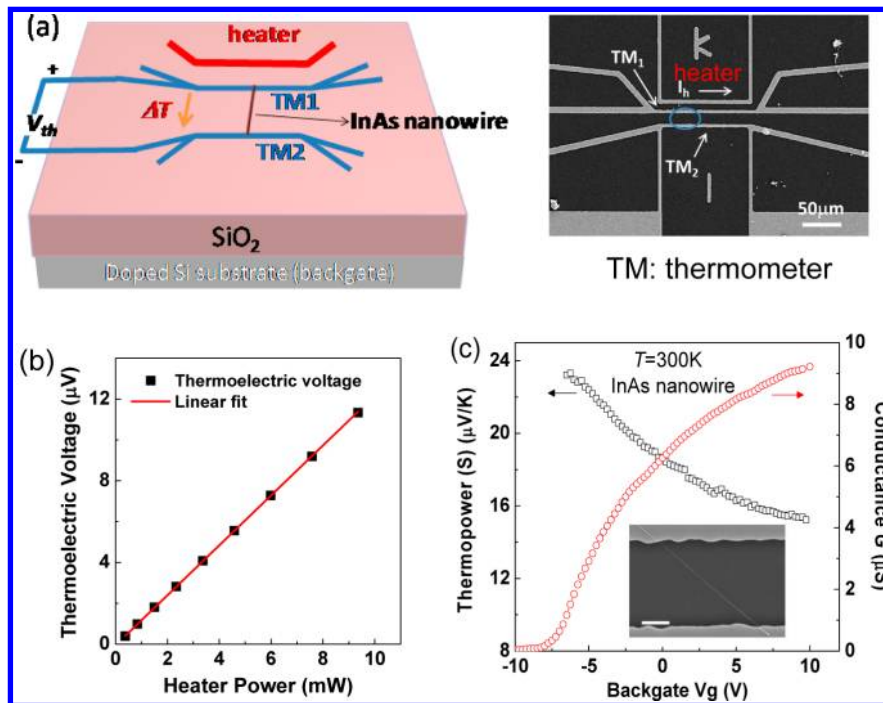 (a)
heater
+
TM1
V_th
ΔT
InAs nanowire
-
TM2
SiO₂
Doped Si substrate (backgate)
K
TM₁
heater
I_h
TM₂
I
50μm
TM: thermometer
(b)
Thermoelectric Voltage (μV)
12
8
4
0
Thermoelectric voltage
Linear fit
0 2 4 6 8 10
Heater Power (mW)
(c)
Thermopower (S) (μV/K)
24
20
16
12
8
T=300K
InAs nanowire
10
8
6
4
2
0
Conductance G (μS)
-10 -5 0 5 10
Backgate Vg (V)